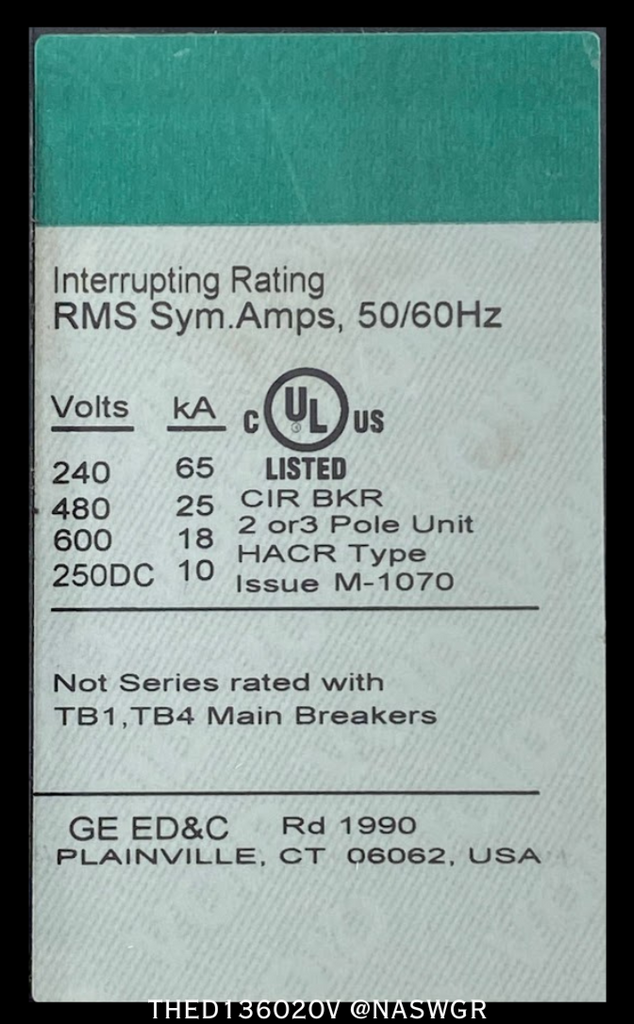 Interrupting Rating
RMS Sym.Amps, 50/60Hz
Volts kA C UL US
LISTED
240 65
480 25 CIR BKR
600 18 2 or3 Pole Unit
250DC 10 HACR Type
Issue M-1070
Not Series rated with
TB1,TB4 Main Breakers
GE ED&C Rd 1990
PLAINVILLE, CT 06062, USA
THED136020V @NASWGR